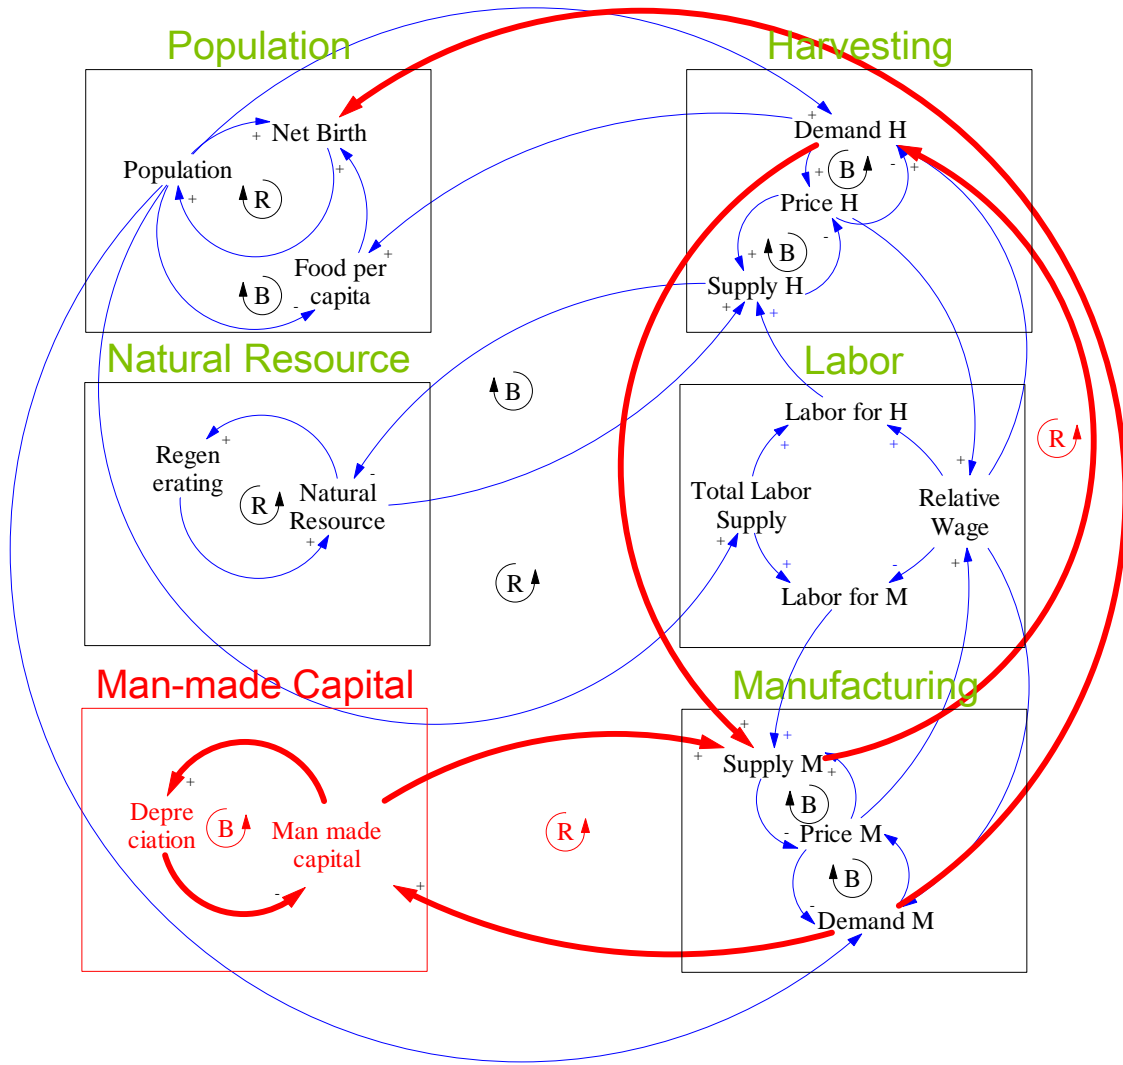 Population
Net Birth
Population
R
Food per
capita
B
+
+
+
+
-
Harvesting
Demand H
B
Price H
B
Supply H
+
+
-
+
+
-
+
+
Natural Resource
Regen
erating
R
Natural
Resource
+
+
-
B
R
Labor
Labor for H
Total Labor
Supply
Relative
Wage
Labor for M
+
+
+
+
+
-
+
R
Man-made Capital
Depre
ciation
B
Man made
capital
+
-
+
R
Manufacturing
Supply M
B
Price M
B
Demand M
+
+
+
+
-
-